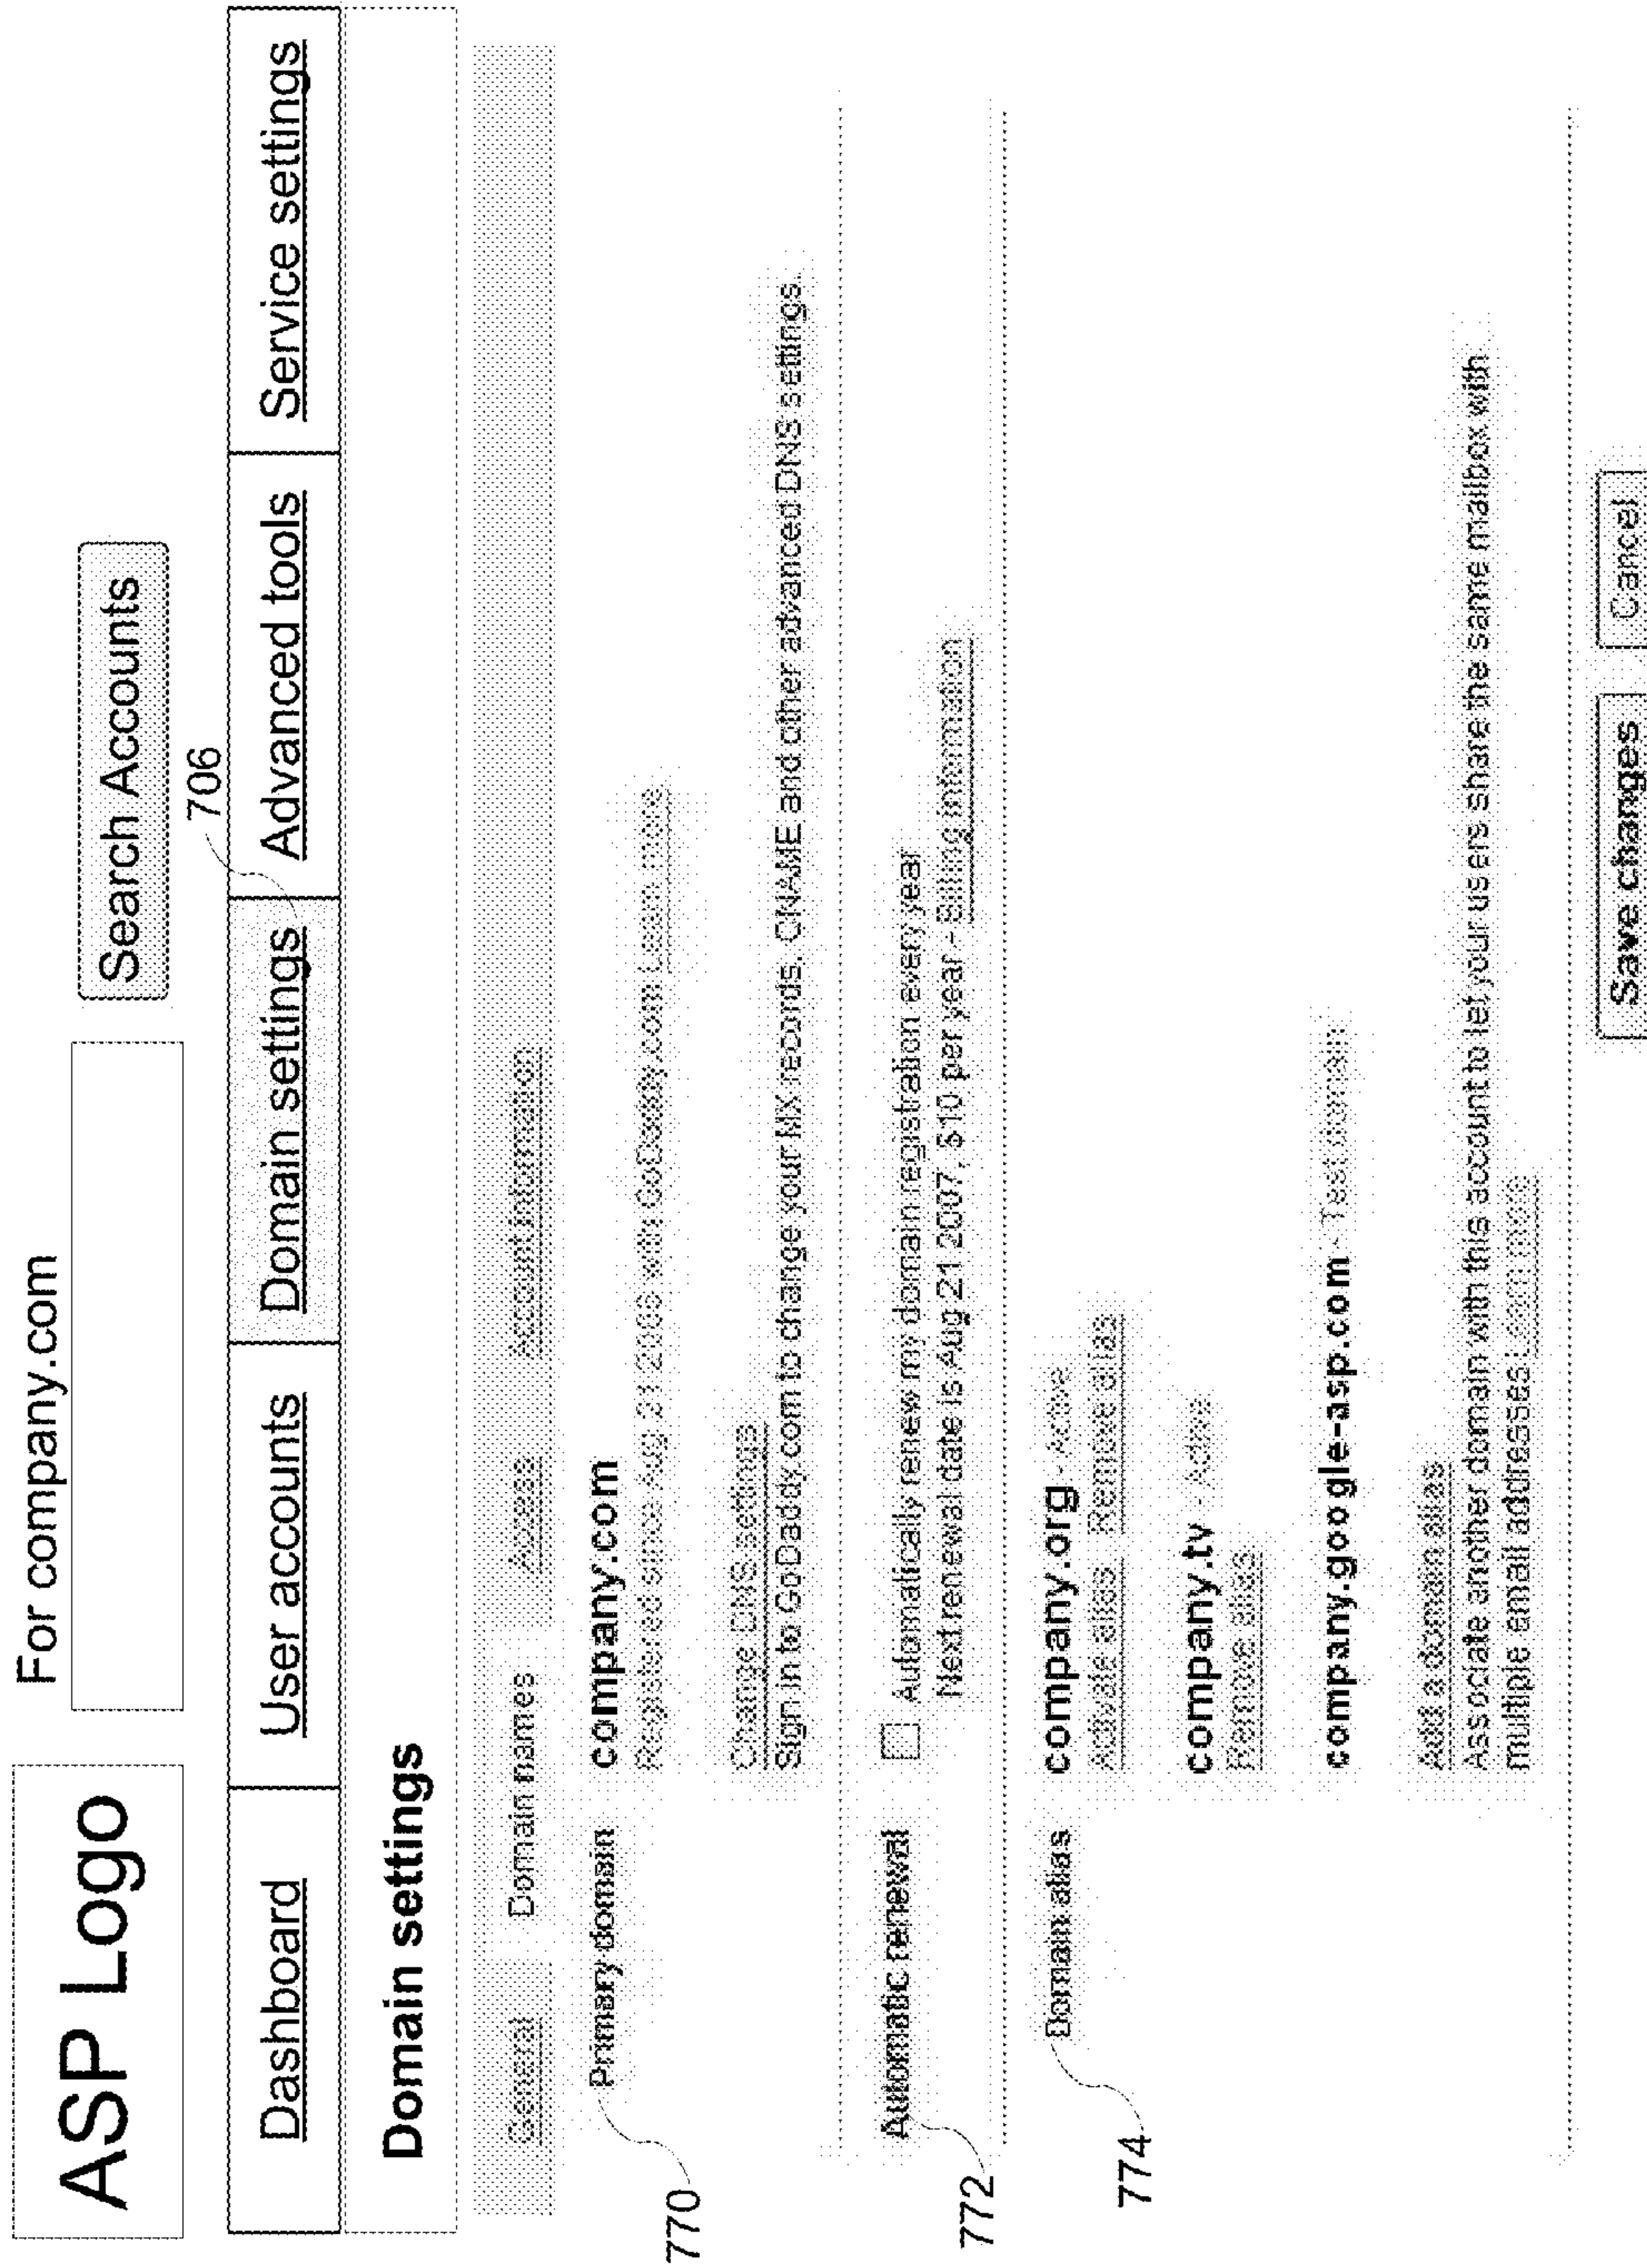 For company.com
ASP Logo
Search Accounts
706
Dashboard
User accounts
Domain settings
Advanced tools
Service settings
Domain settings
General
Domain names
Access
Account information
770
Primary domain
company.com
Registered since Aug 21 2006 with GoDaddy.com Learn more
Change DNS settings
Sign in to GoDaddy.com to change your MX records, CNAME and other advanced DNS settings.
772
Automatic renewal
Automatically renew my domain registration every year
Next renewal date is Aug 21 2007, $10 per year - Billing information
774
Domain alias
company.org - Active
Activate alias Remove alias
company.tv - Active
Remove alias
company.google-asp.com - Test domain
Add a domain alias
Associate another domain with this account to let your users share the same mailbox with
multiple email addresses. Learn more
Save changes
Cancel